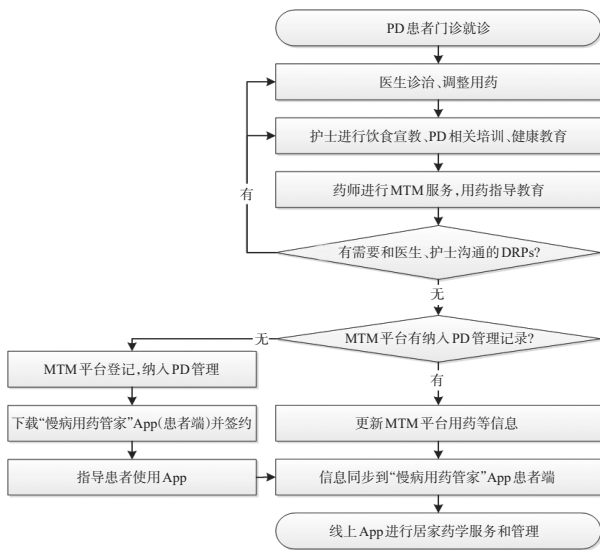 PD患者门诊就诊
医生诊治、调整用药
护士进行饮食宣教、PD相关培训、健康教育
有
药师进行MTM服务,用药指导教育
有需要和医生、护士沟通的DRPs?
无
无
MTM平台有纳入PD管理记录?
MTM平台登记,纳入PD管理
有
下载“慢病用药管家”App(患者端)并签约
更新MTM平台用药等信息
指导患者使用App
信息同步到“慢病用药管家”App患者端
线上App进行居家药学服务和管理